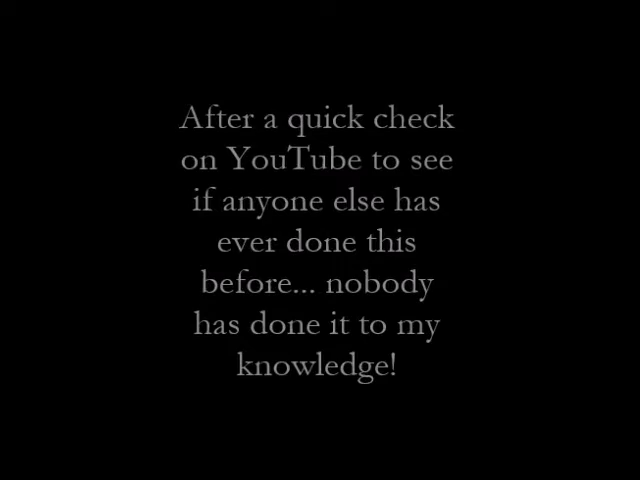 After a quick check
on YouTube to see
if anyone else has
ever done this
before... nobody
has done it to my
knowledge!